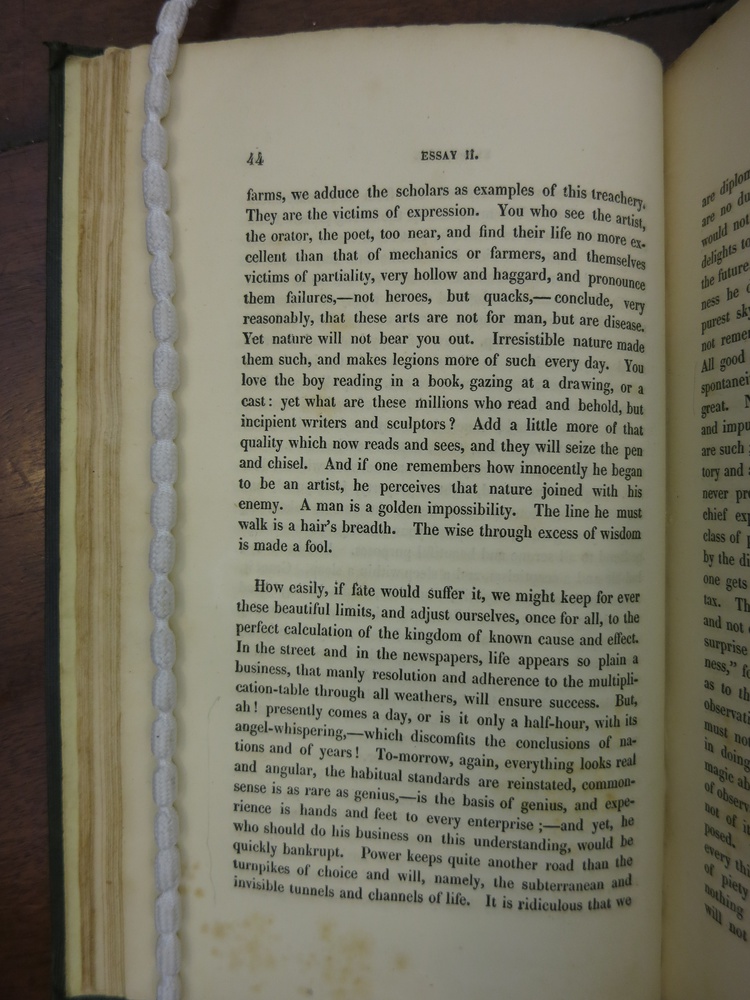 44
ESSAY II.
farms, we adduce the scholars as examples of this treachery.
They are the victims of expression. You who see the artist,
the orator, the poet, too near, and find their life no more ex-
cellent than that of mechanics or farmers, and themselves
victims of partiality, very hollow and haggard, and pronounce
them failures,—not heroes, but quacks,—conclude, very
reasonably, that these arts are not for man, but are disease.
Yet nature will not bear you out. Irresistible nature made
them such, and makes legions more of such every day. You
love the boy reading in a book, gazing at a drawing, or a
cast: yet what are these millions who read and behold, but
incipient writers and sculptors? Add a little more of that
quality which now reads and sees, and they will seize the pen
and chisel. And if one remembers how innocently he began
to be an artist, he perceives that nature joined with his
enemy. A man is a golden impossibility. The line he must
walk is a hair's breadth. The wise through excess of wisdom
is made a fool.
How easily, if fate would suffer it, we might keep for ever
these beautiful limits, and adjust ourselves, once for all, to the
perfect calculation of the kingdom of known cause and effect.
In the street and in the newspapers, life appears so plain a
business, that manly resolution and adherence to the multipli-
cation-table through all weathers, will ensure success. But,
ah! presently comes a day, or is it only a half-hour, with its
angel-whispering,—which discomfits the conclusions of na-
tions and of years! To-morrow, again, everything looks real
and angular, the habitual standards are reinstated, common-
sense is as rare as genius,—is the basis of genius, and expe-
rience is hands and feet to every enterprise;—and yet, he
who should do his business on this understanding, would be
quickly bankrupt. Power keeps quite another road than the
turnpikes of choice and will, namely, the subterranean and
invisible tunnels and channels of life. It is ridiculous that we
are diplom
are no du
would not
delights to
the future
ness he
purest sk
not reme
All good
spontanei
great.
and impu
are such
tory and
never pr
chief exp
class of p
by the di
one gets
tax. Th
and not
surprise
ness," fo
as to th
observati
must not
in doing
magic ab
of observ
not of it
posed.
every thi
of piety
nothing
will not